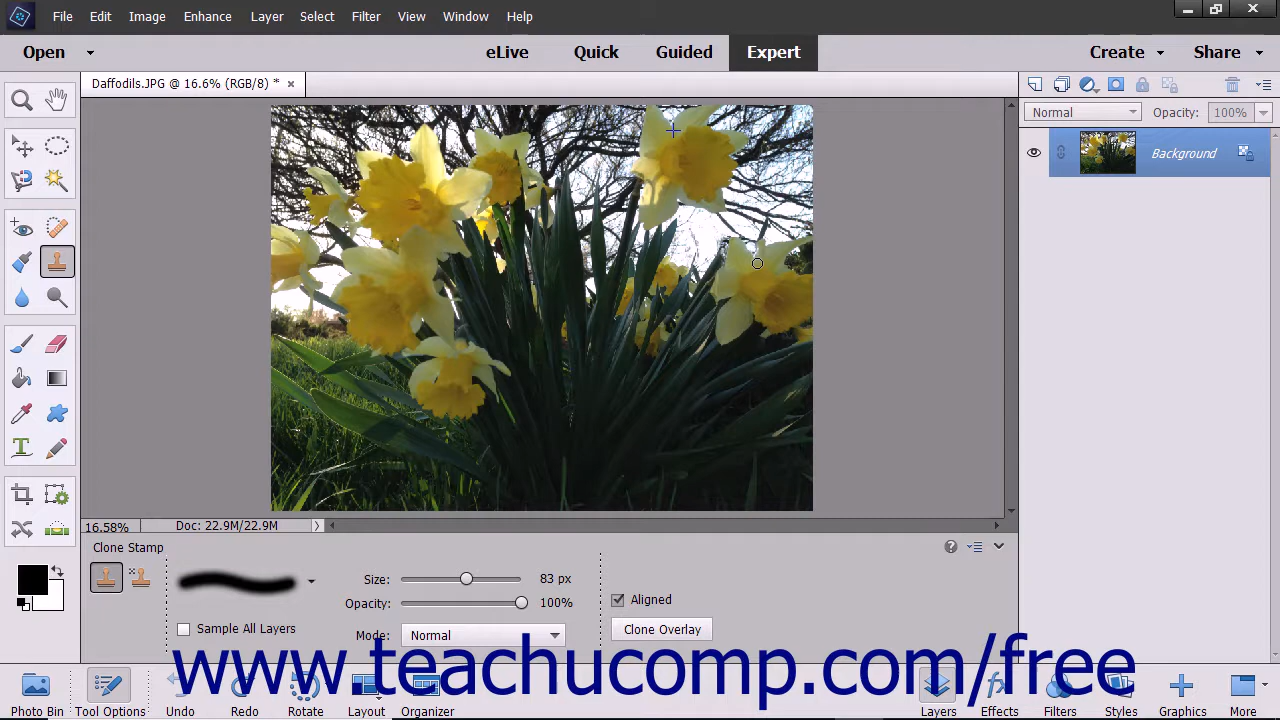 File Edit Image Enhance Layer Select Filter View Window Help
Open eLive Quick Guided Expert Create Share
Daffodils.JPG @ 16.6% (RGB/8) * ×
Normal Opacity: 100%
Background
16.58% Doc: 22.9M/22.9M
Clone Stamp
Size: 83 px
Opacity: 100%
Aligned
Sample All Layers
Mode: Normal
Clone Overlay
www.teachucomp.com/free
Photo Bin Tool Options Undo Redo Rotate Layout Organizer Layers Effects Filters Styles Graphics More